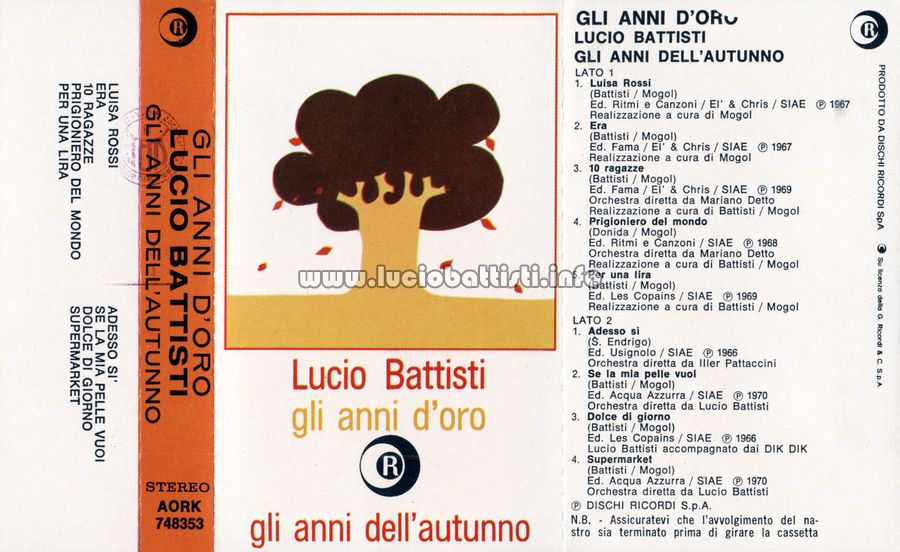 LUISA ROSSI
ERA
10 RAGAZZE
PRIGIONIERO DEL MONDO
PER UNA LIRA
ADESSO SI'
SE LA MIA PELLE VUOI
DOLCE DI GIORNO
SUPERMARKET
R
GLI ANNI D'ORO
LUCIO BATTISTI
GLI ANNI DELL'AUTUNNO
STEREO
AORK
748353
www.luciobattisti.info
Lucio Battisti
gli anni d'oro
R
gli anni dell'autunno
GLI ANNI D'ORO
LUCIO BATTISTI
GLI ANNI DELL'AUTUNNO
LATO 1
1. Luisa Rossi
(Battisti / Mogol)
Ed. Ritmi e Canzoni / El' & Chris / SIAE ℗ 1967
Realizzazione a cura di Mogol
2. Era
(Battisti / Mogol)
Ed. Fama / El' & Chris / SIAE ℗ 1967
Realizzazione a cura di Mogol
3. 10 ragazze
(Battisti / Mogol)
Ed. Fama / El' & Chris / SIAE ℗ 1969
Orchestra diretta da Mariano Detto
Realizzazione a cura di Battisti / Mogol
4. Prigioniero del mondo
(Donida / Mogol)
Ed. Ritmi e Canzoni / SIAE ℗ 1968
Orchestra diretta da Mariano Detto
Realizzazione a cura di Battisti / Mogol
5. Per una lira
(Battisti / Mogol)
Ed. Les Copains / SIAE ℗ 1969
Realizzazione a cura di Battisti / Mogol
LATO 2
1. Adesso si
(S. Endrigo)
Ed. Usignolo / SIAE ℗ 1966
Orchestra diretta da Iller Pattaccini
2. Se la mia pelle vuoi
(Battisti / Mogol)
Ed. Acqua Azzurra / SIAE ℗ 1970
Orchestra diretta da Lucio Battisti
3. Dolce di giorno
(Battisti / Mogol)
Ed. Les Copains / SIAE ℗ 1966
Lucio Battisti accompagnato dai DIK DIK
4. Supermarket
(Battisti / Mogol)
Ed. Acqua Azzurra / SIAE ℗ 1970
Orchestra diretta da Lucio Battisti
℗ DISCHI RICORDI S.p.A.
N.B. - Assicuratevi che l'avvolgimento del na-
stro sia terminato prima di girare la cassetta
R
PRODOTTO DA DISCHI RICORDI SpA
Su licenza della G. Ricordi & C. S.p.A.